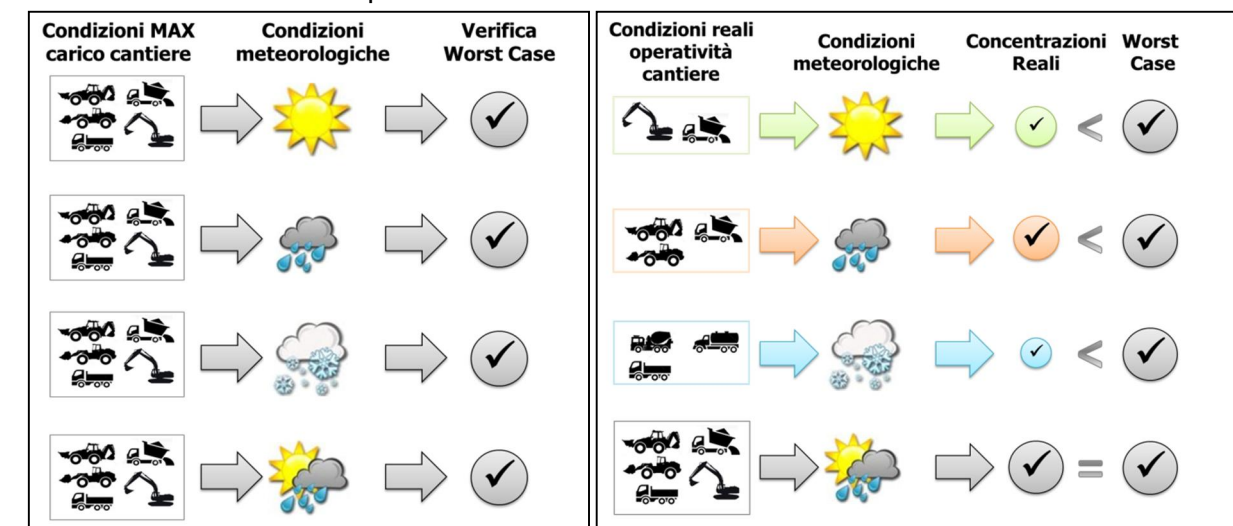 Condizioni MAX
carico cantiere
Condizioni
meteorologiche
Verifica
Worst Case
Condizioni reali
operatività
cantiere
Condizioni
meteorologiche
Concentrazioni
Reali
Worst
Case
<
<
<
=